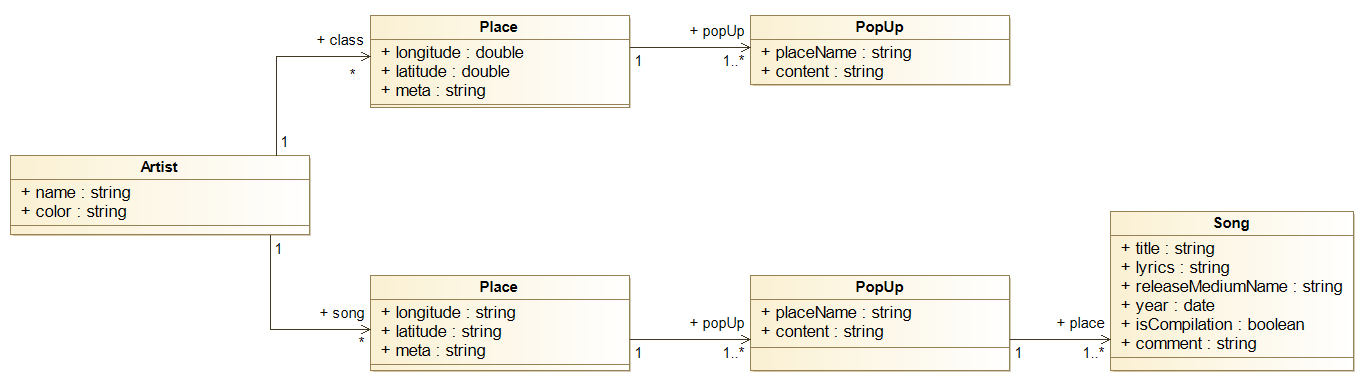 Place
+ longitude : double
+ latitude : double
+ meta : string
+ class
*
1
1
+ popUp
1..*
PopUp
+ placeName : string
+ content : string
Artist
+ name : string
+ color : string
1
+ song
*
Place
+ longitude : string
+ latitude : string
+ meta : string
1
+ popUp
1..*
PopUp
+ placeName : string
+ content : string
1
+ place
1..*
Song
+ title : string
+ lyrics : string
+ releaseMediumName : string
+ year : date
+ isCompilation : boolean
+ comment : string